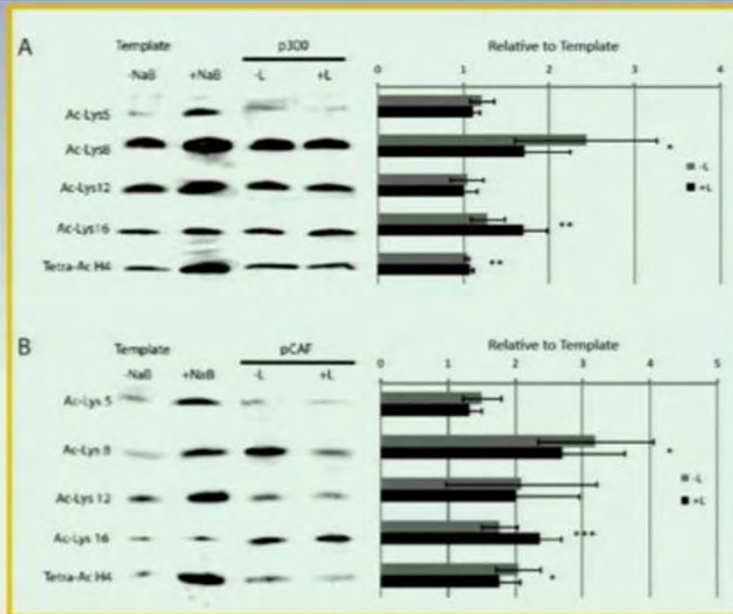 A
Template p300
-NaB +NaB -L +L
Relative to Template
0 1 2 3 4
Ac-Lys5
Ac-Lys8 *
Ac-Lys12
Ac-Lys16 **
Tetra-Ac H4 **
-L
+L
B
Template pCAF
-NaB +NaB -L +L
Relative to Template
0 1 2 3 4 5
Ac-Lys 5
Ac-Lys 8 *
Ac-Lys 12
Ac-Lys 16 ***
Tetra-Ac H4 *
-L
+L